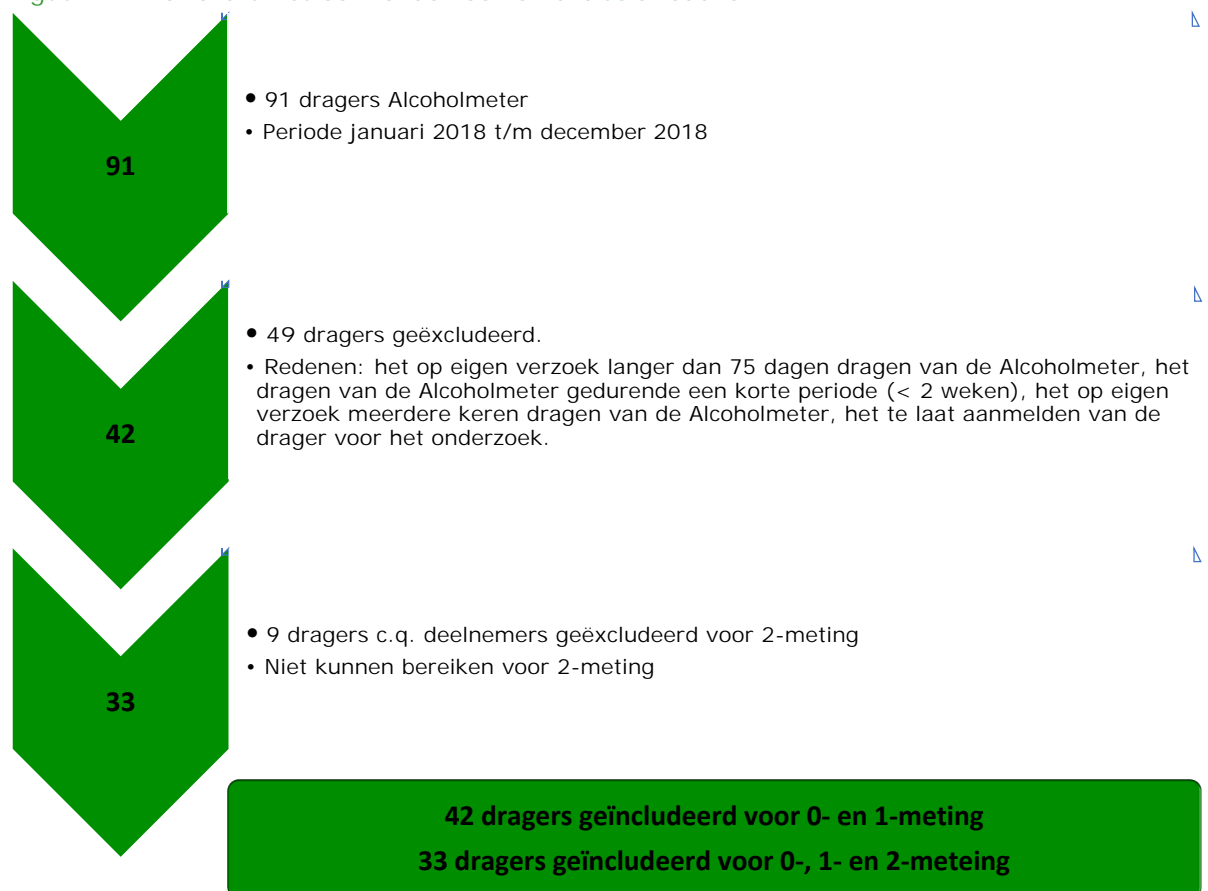 91
• 91 dragers Alcoholmeter
• Periode januari 2018 t/m december 2018
42
• 49 dragers geëxcludeerd.
• Redenen: het op eigen verzoek langer dan 75 dagen dragen van de Alcoholmeter, het
dragen van de Alcoholmeter gedurende een korte periode (< 2 weken), het op eigen
verzoek meerdere keren dragen van de Alcoholmeter, het te laat aanmelden van de
drager voor het onderzoek.
33
• 9 dragers c.q. deelnemers geëxcludeerd voor 2-meting
• Niet kunnen bereiken voor 2-meting
42 dragers geïncludeerd voor 0- en 1-meting
33 dragers geïncludeerd voor 0-, 1- en 2-meteing